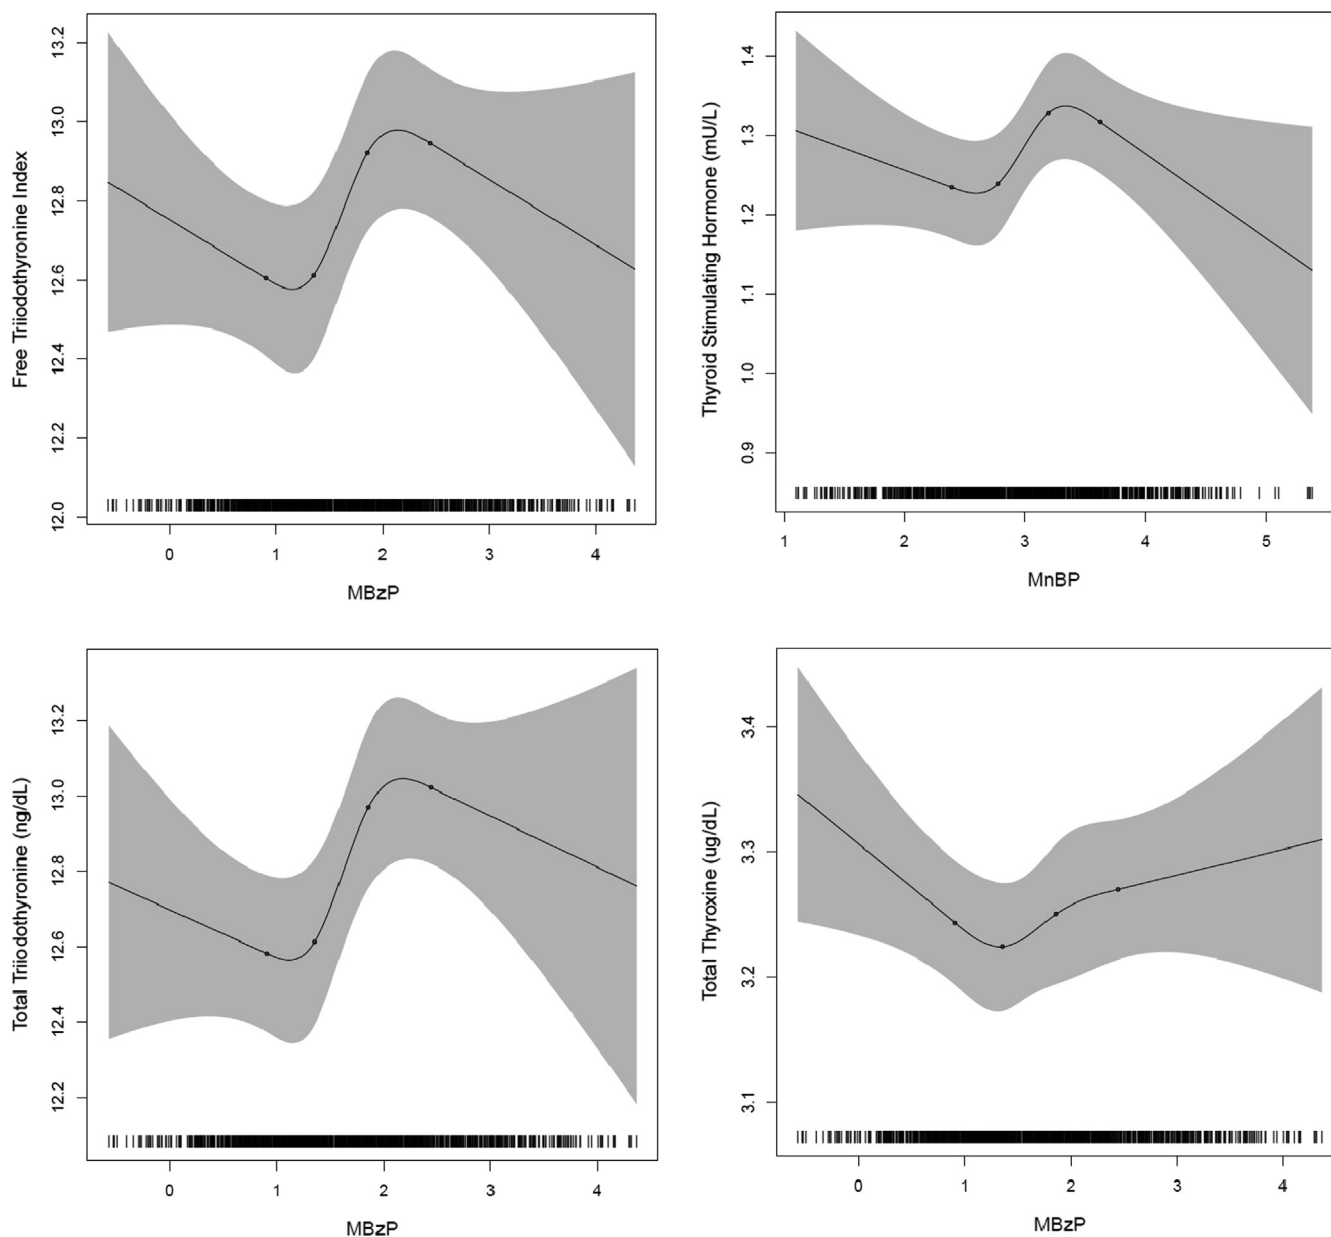 Free Triiodothyronine Index
13.2
13.0
12.8
12.6
12.4
12.2
12.0
0 1 2 3 4
MBzP
Thyroid Stimulating Hormone (mU/L)
1.4
1.3
1.2
1.1
1.0
0.9
1 2 3 4 5
MnBP
Total Triiodothyronine (ng/dL)
13.2
13.0
12.8
12.6
12.4
12.2
0 1 2 3 4
MBzP
Total Thyroxine (ug/dL)
3.4
3.3
3.2
3.1
0 1 2 3 4
MBzP